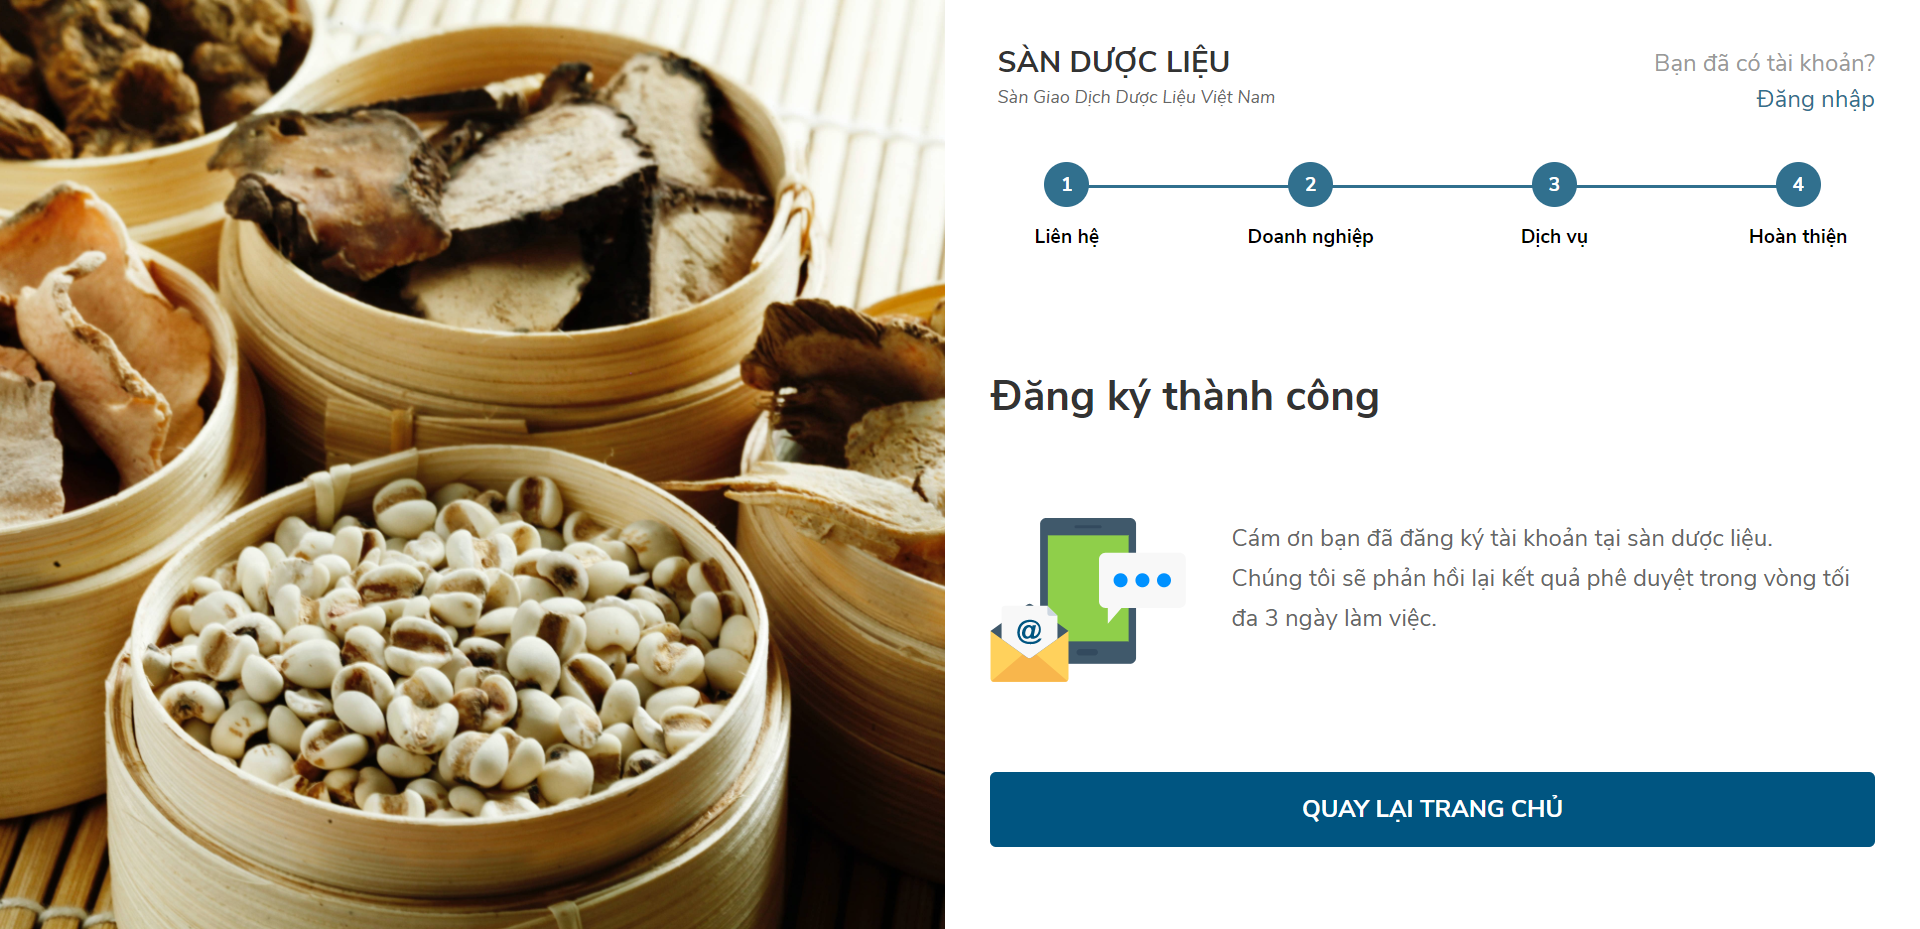 SÀN DƯỢC LIỆU
Sàn Giao Dịch Dược Liệu Việt Nam
Bạn đã có tài khoản?
Đăng nhập
1
2
3
4
Liên hệ
Doanh nghiệp
Dịch vụ
Hoàn thiện
Đăng ký thành công
@
Cám ơn bạn đã đăng ký tài khoản tại sàn dược liệu.
Chúng tôi sẽ phản hồi lại kết quả phê duyệt trong vòng tối
đa 3 ngày làm việc.
QUAY LẠI TRANG CHỦ